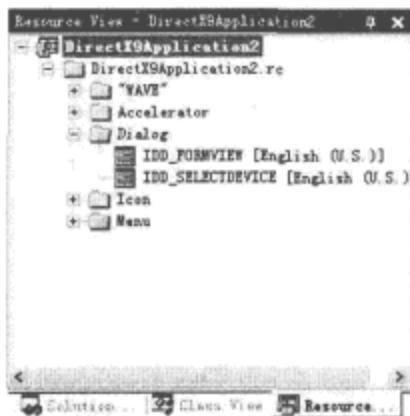 Resource View - DirectX9Application2
DirectX9Application2
DirectX9Application2.rc
"WAVE"
Accelerator
Dialog
IDD_FORMVIEW [English (U.S.)]
IDD_SELECTDEVICE [English (U.S.)
Icon
Menu
Solution... Class View Resource...